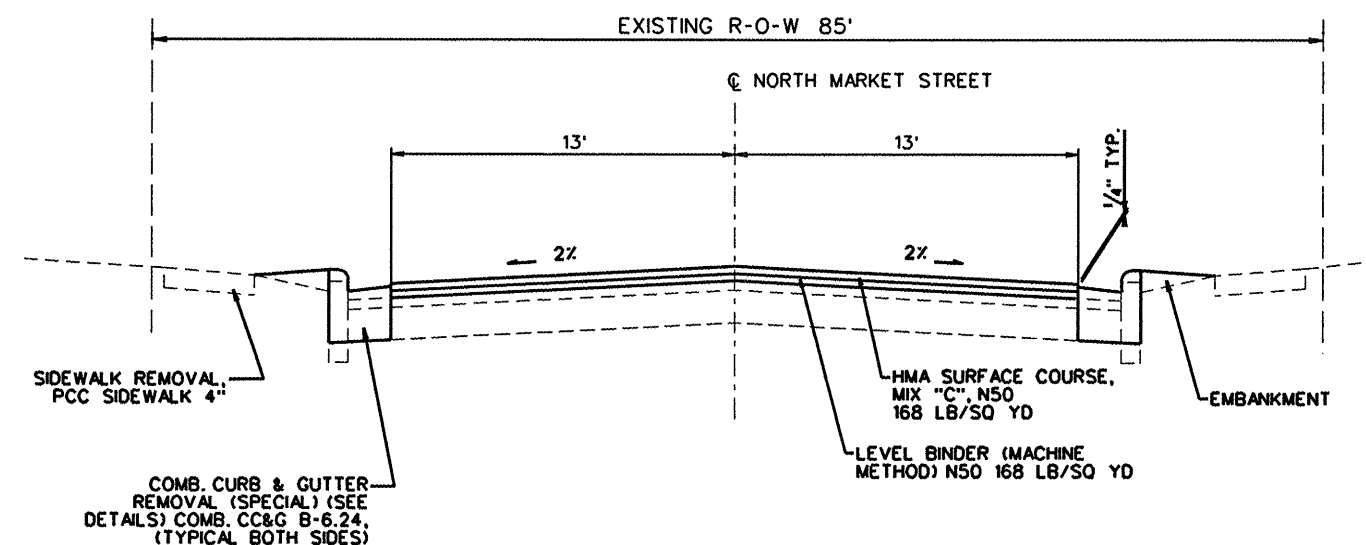 EXISTING R-O-W 85'
℄ NORTH MARKET STREET
13'
13'
1/4" TYP.
2%
2%
SIDEWALK REMOVAL,
PCC SIDEWALK 4"
HMA SURFACE COURSE,
MIX "C", N50
168 LB/SQ YD
EMBANKMENT
LEVEL BINDER (MACHINE
METHOD) N50 168 LB/SQ YD
COMB. CURB & GUTTER
REMOVAL (SPECIAL) (SEE
DETAILS) COMB. CC&G B-6.24,
(TYPICAL BOTH SIDES)